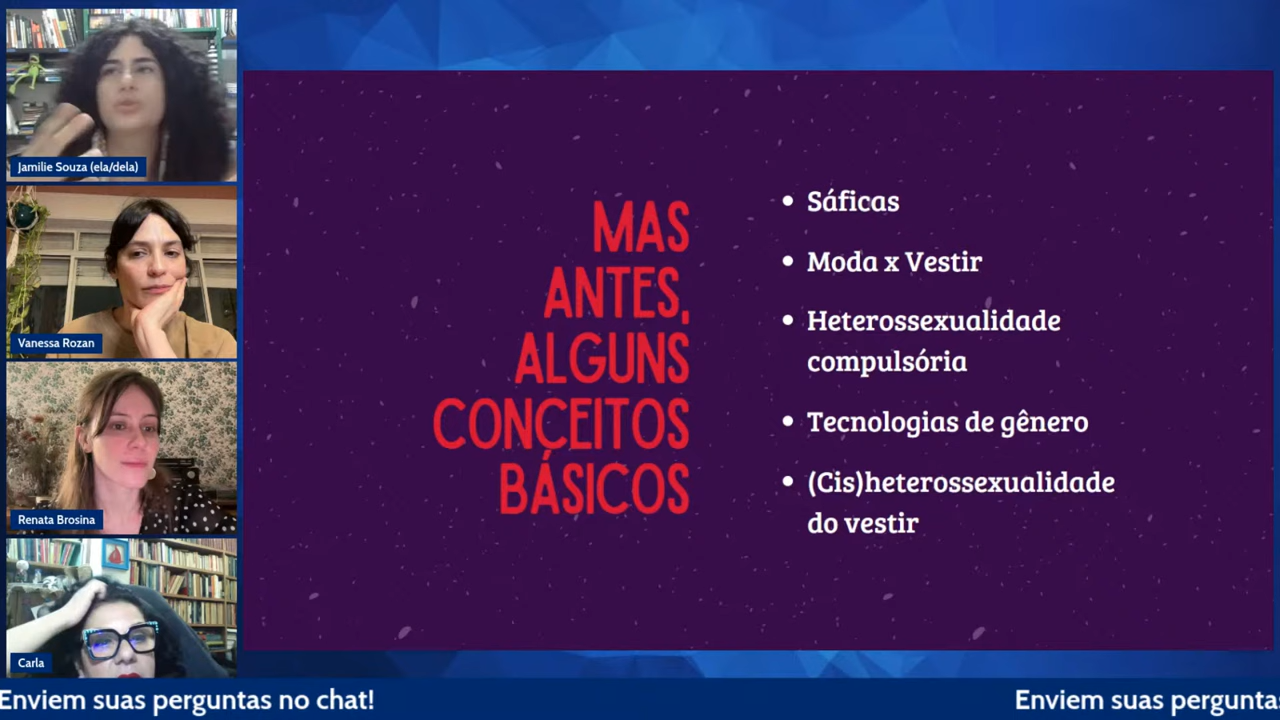 Jamilie Souza (ela/dela)
Vanessa Rozan
Renata Brosina
Carla
MAS
ANTES,
ALGUNS
CONCEITOS
BÁSICOS
• Sáficas
• Moda x Vestir
• Heterossexualidade
compulsória
• Tecnologias de gênero
• (Cis)heterossexualidade
do vestir
Enviem suas perguntas no chat! Enviem suas perguntas